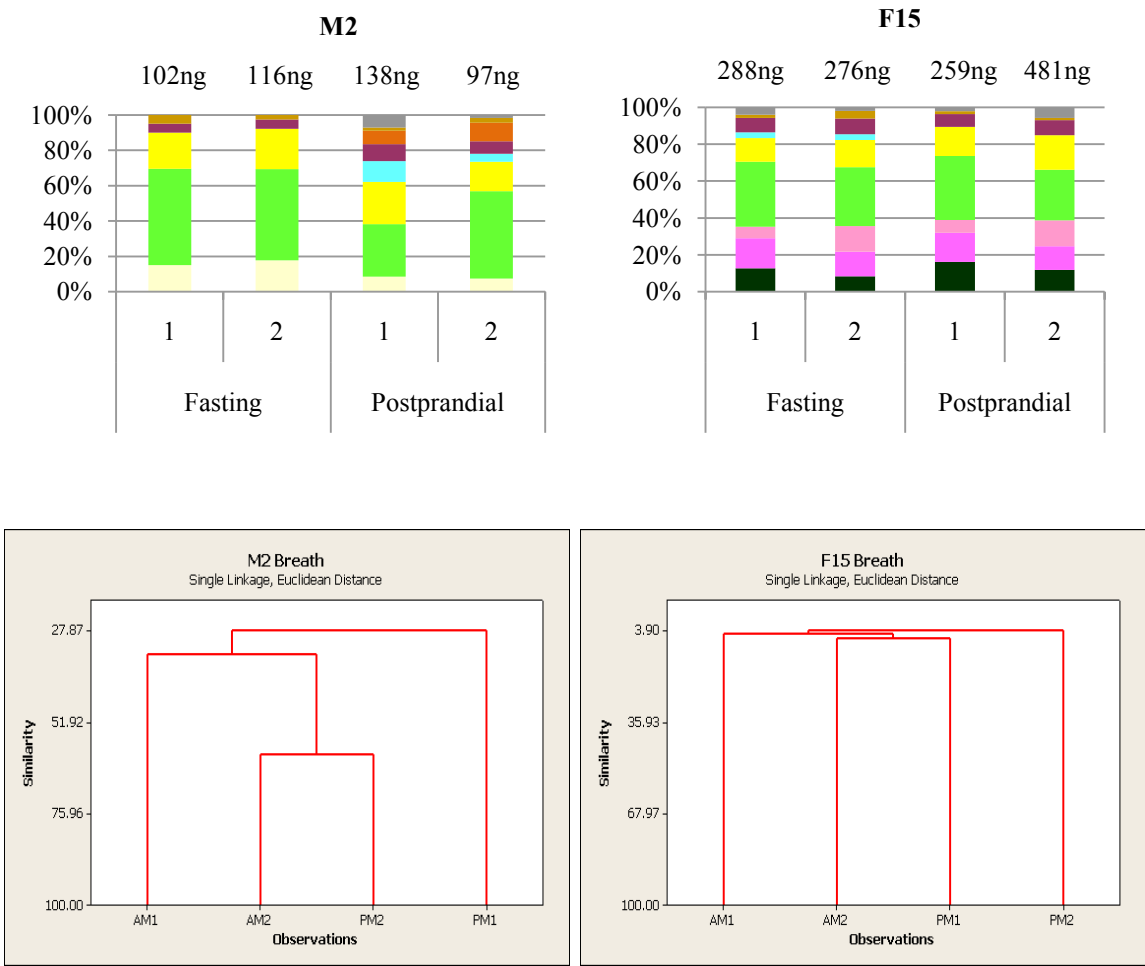 M2
102ng 116ng 138ng 97ng
100%
80%
60%
40%
20%
0%
1 2 1 2
Fasting Postprandial
F15
288ng 276ng 259ng 481ng
100%
80%
60%
40%
20%
0%
1 2 1 2
Fasting Postprandial
M2 Breath
Single Linkage, Euclidean Distance
27.87
51.92
75.96
100.00
Similarity
AM1 AM2 PM2 PM1
Observations
F15 Breath
Single Linkage, Euclidean Distance
3.90
35.93
67.97
100.00
Similarity
AM1 AM2 PM1 PM2
Observations